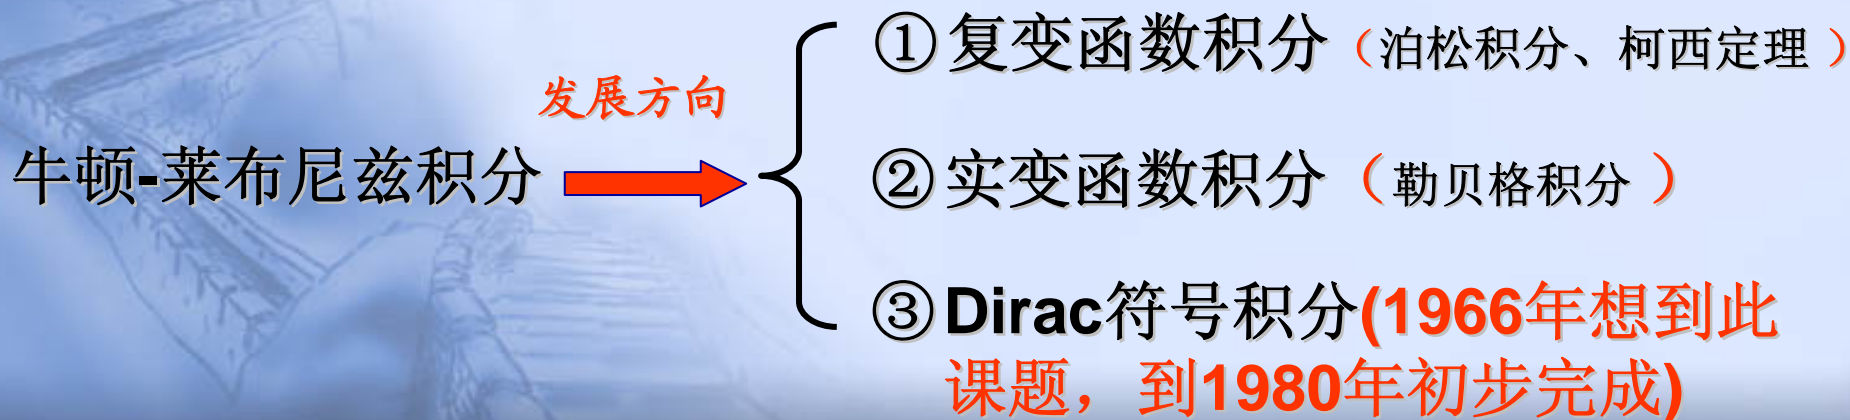 ①复变函数积分（泊松积分、柯西定理 ）
发展方向
牛顿-莱布尼兹积分
②实变函数积分（勒贝格积分 ）
③Dirac符号积分(1966年想到此
课题，到1980年初步完成)